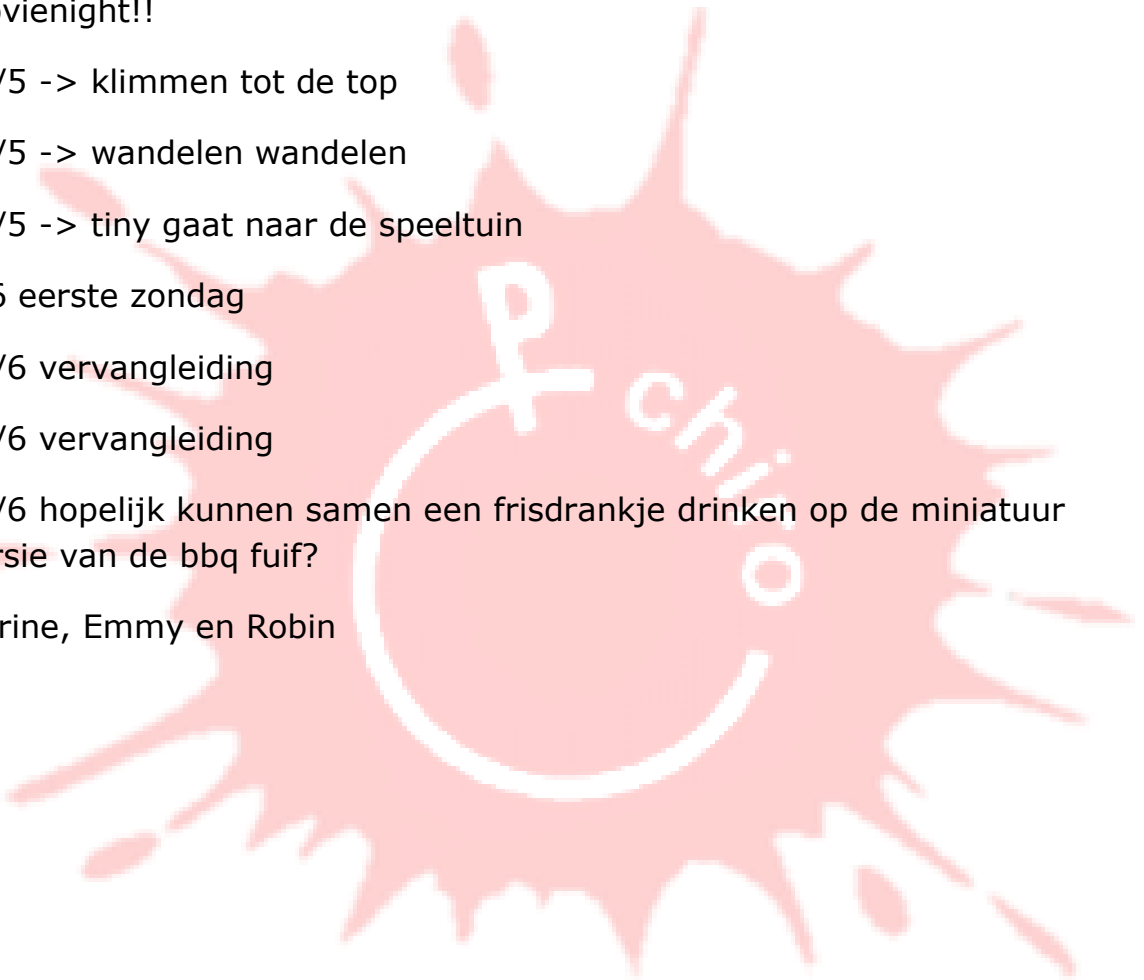 ovienight!!
/5 -> klimmen tot de top
/5 -> wandelen wandelen
/5 -> tiny gaat naar de speeltuin
eerste zondag
/6 vervangleiding
/6 vervangleiding
/6 hopelijk kunnen samen een frisdrankje drinken op de miniatuur
rsie van de bbq fuif?
rine, Emmy en Robin
chiro